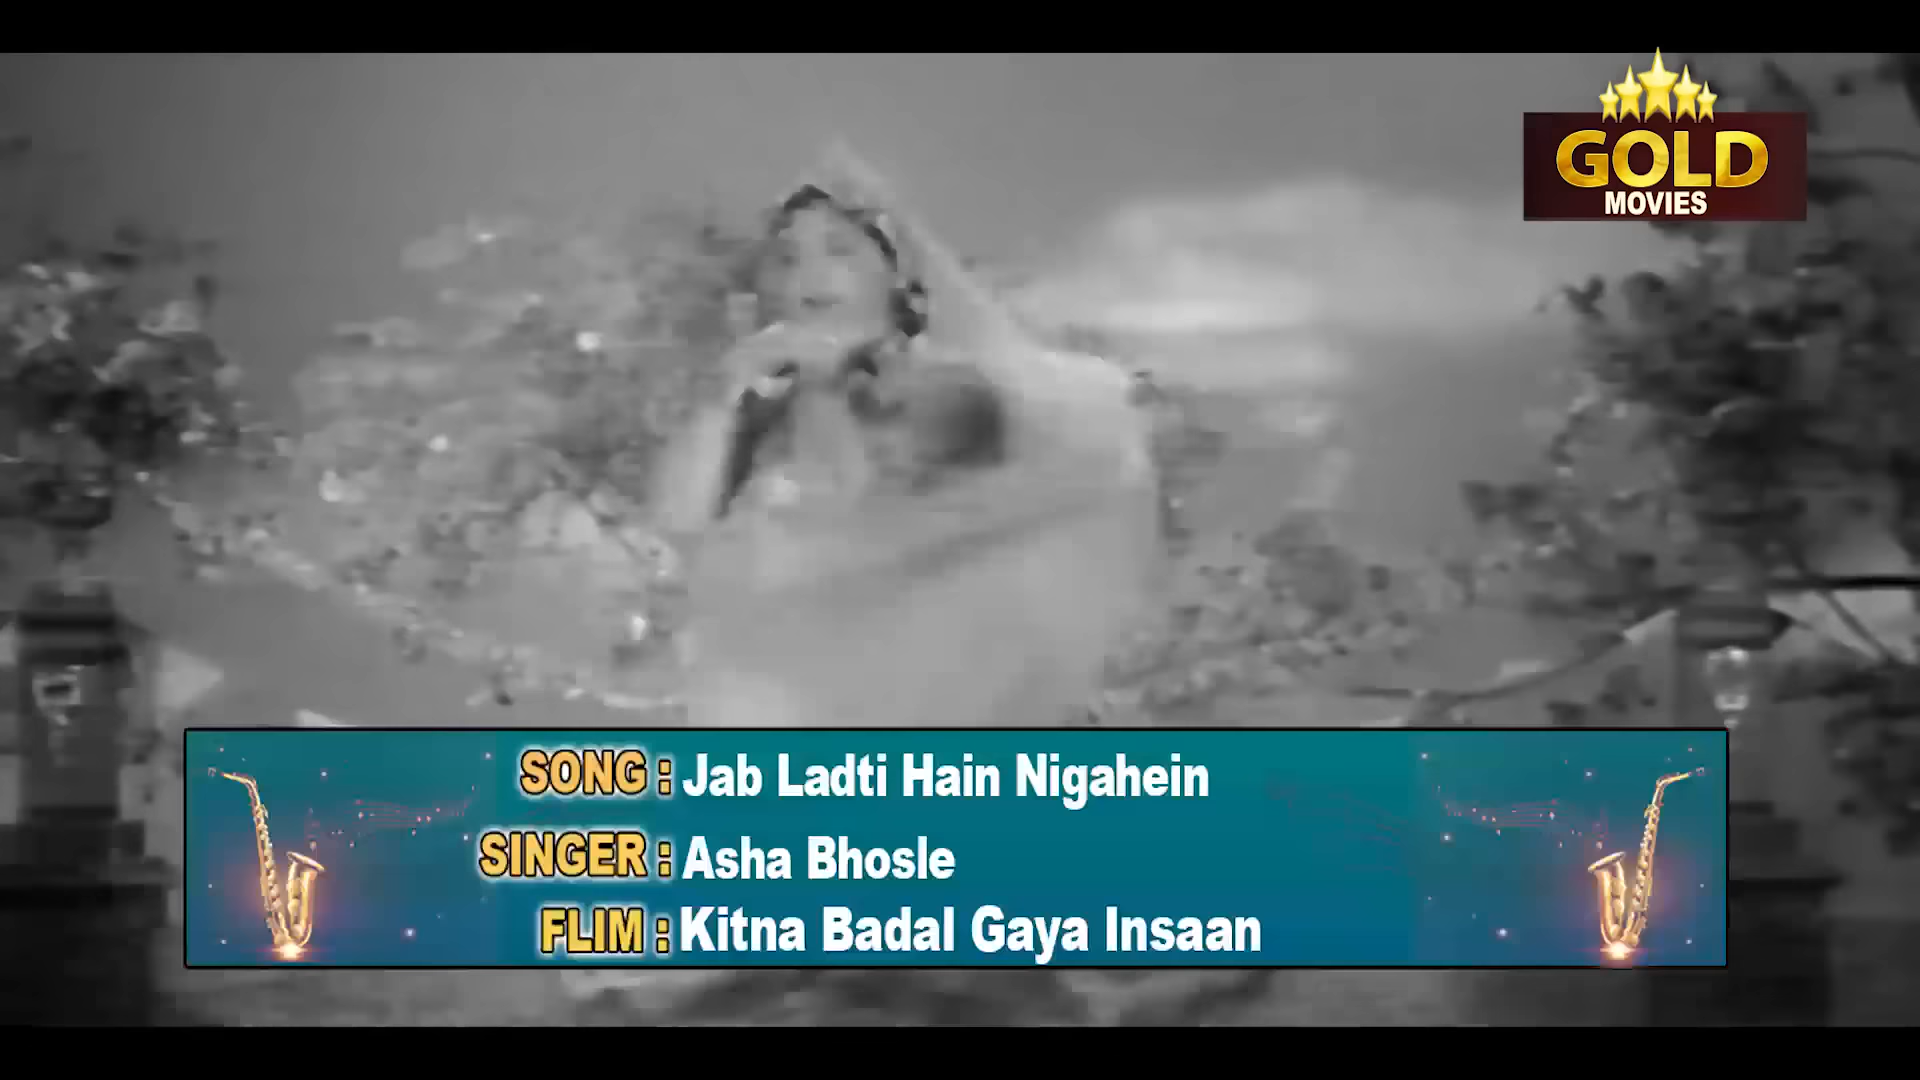 GOLD
MOVIES
SONG : Jab Ladti Hain Nigahein
SINGER : Asha Bhosle
FLIM : Kitna Badal Gaya Insaan